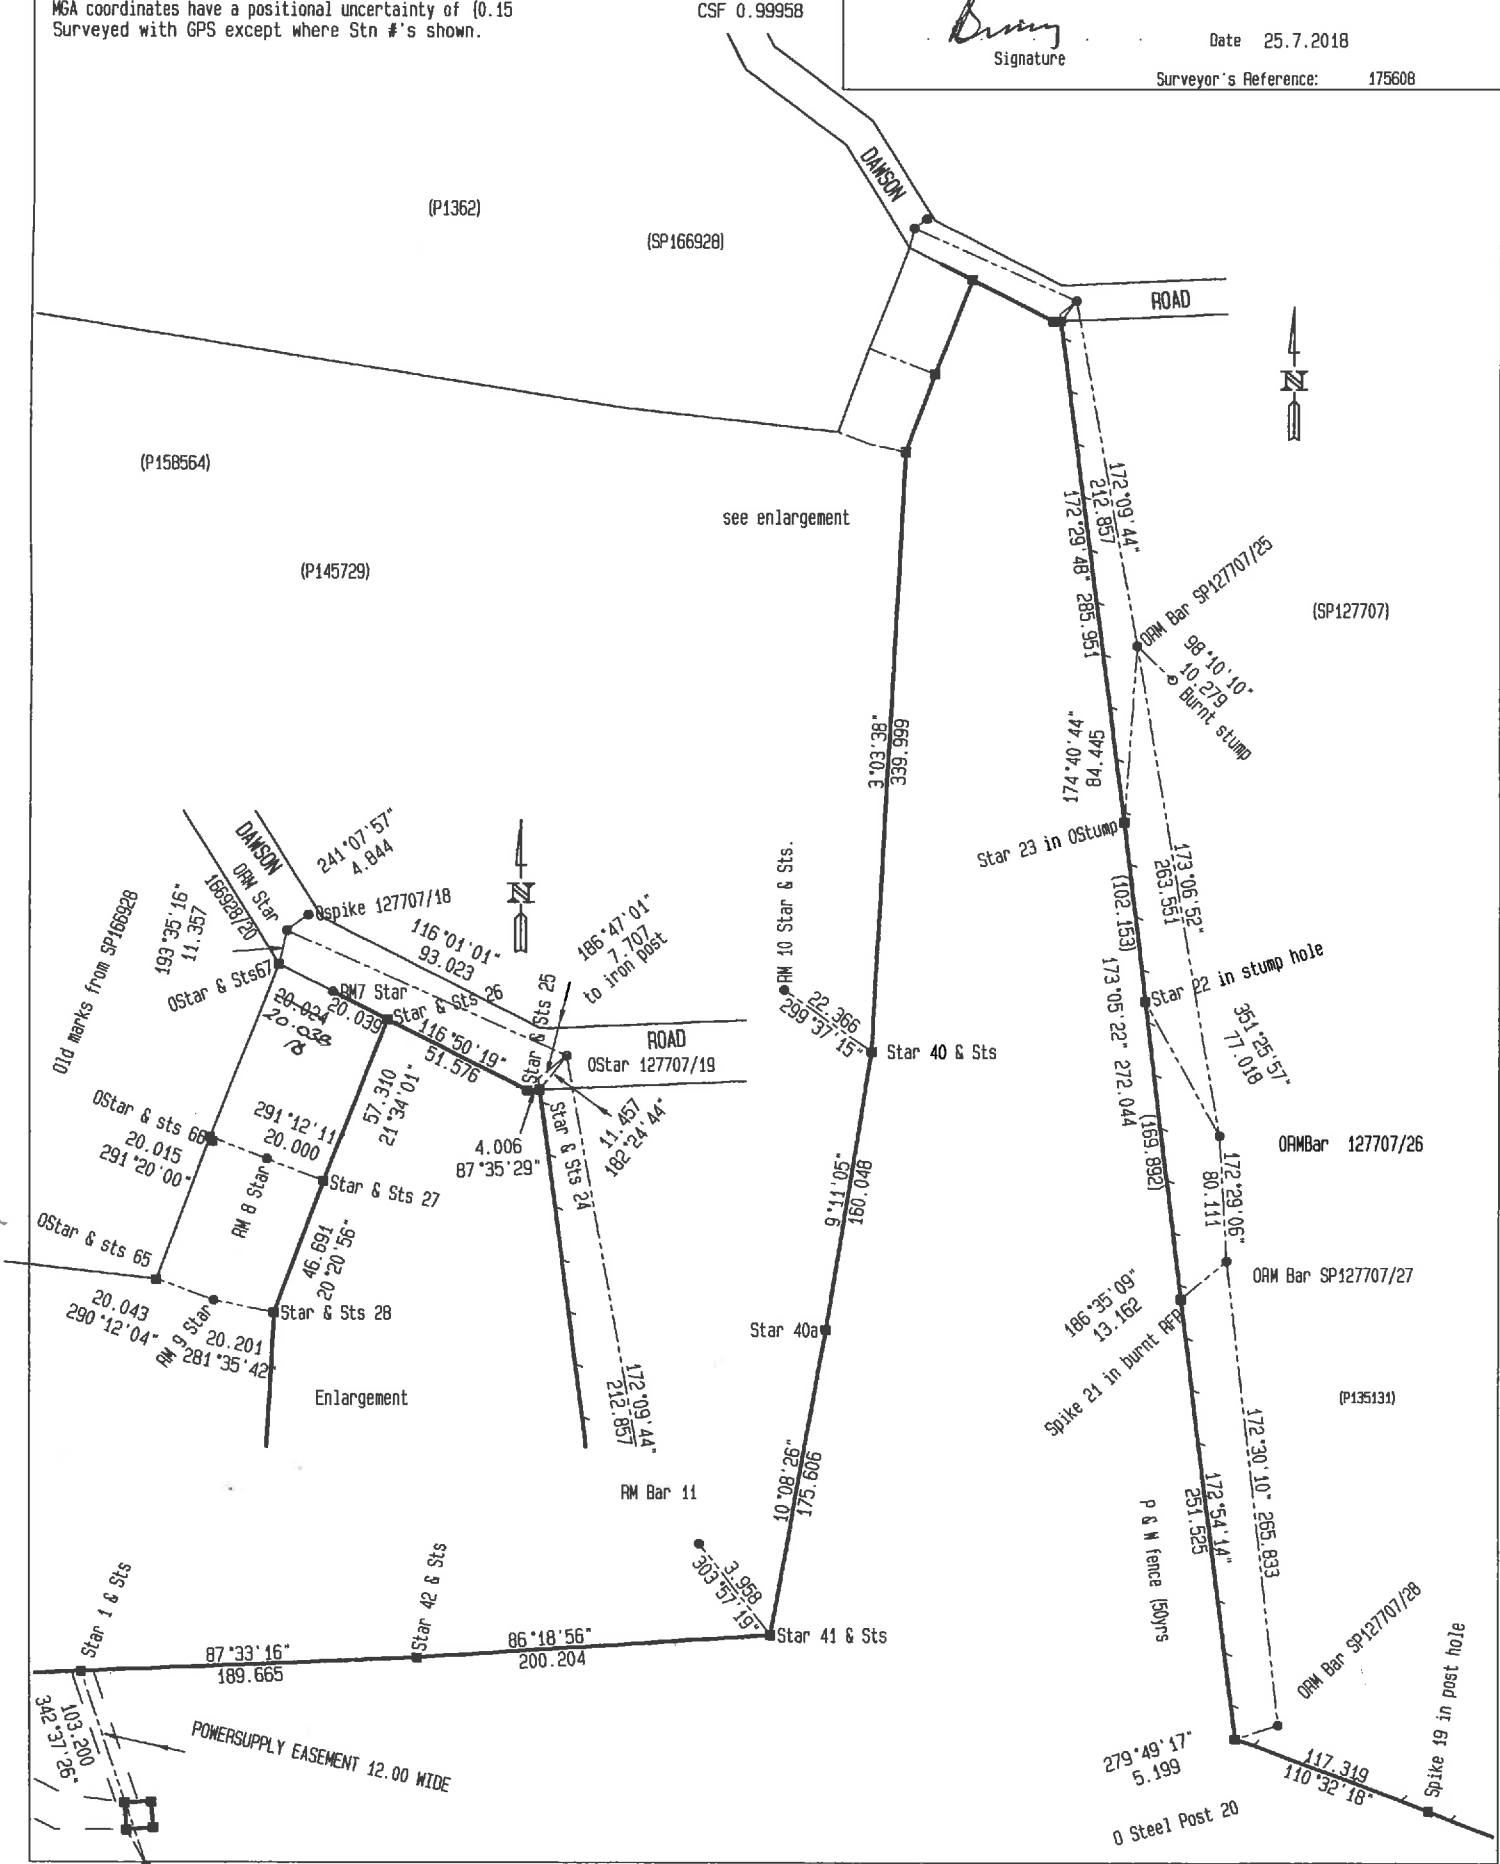 MGA coordinates have a positional uncertainty of (0.15
Surveyed with GPS except where Stn #'s shown.
CSF 0.99958
Signature
Date 25.7.2018
Surveyor's Reference: 175608
DAWSON
ROAD
(P1362)
(SP166928)
N
(P158564)
see enlargement
(P145729)
172°09'44"
212.857
172°29'48" 285.951
ORM Bar SP127707/25
98°10'10"
10.279
Burnt stump
(SP127707)
3°03'38"
339.999
174°40'44"
84.445
Star 23 in OStump
173°06'52"
263.551
(102.153)
Star 22 in stump hole
173°05'22" 272.044
(169.892)
351°25'57"
77.018
ORMBar 127707/26
172°29'06"
80.111
ORM Bar SP127707/27
186°35'09"
13.162
Spike 21 in burnt RFP
(P135131)
172°30'10" 265.833
172°54'14"
251.525
P & W fence (50yrs
ORM Bar SP127707/28
279°49'17"
5.199
O Steel Post 20
117.319
110°32'18"
Spike 19 in post hole
RM 10 Star & Sts.
22.366
299°37'15"
Star 40 & Sts
9°11'05"
160.048
Star 40a
10°08'26"
175.606
RM Bar 11
3.958
303°57'19"
Star 41 & Sts
86°18'56"
200.204
Star 42 & Sts
87°33'16"
189.665
Star 1 & Sts
103.200
342°37'26"
POWERSUPPLY EASEMENT 12.00 WIDE
DAWSON
ORM Star
166928/20
241°07'57"
4.844
Ospike 127707/18
N
Old marks from SP166928
193°35'16"
11.357
OStar & Sts67
116°01'01"
93.023
186°47'01"
7.707
to iron post
RM7 Star
20.024
20.038
20.039
Star & Sts 26
Star & Sts 25
116°50'19"
51.576
ROAD
OStar 127707/19
57.310
21°34'01"
OStar & sts 66
20.015
291°20'00"
291°12'11
20.000
RM 8 Star
Star & Sts 27
4.006
87°35'29"
Star & Sts 24
11.457
182°24'44"
OStar & sts 65
46.691
20°20'56"
20.043
290°12'04"
RM 9 Star
20.201
281°35'42"
Star & Sts 28
Enlargement
172°09'44"
212.857